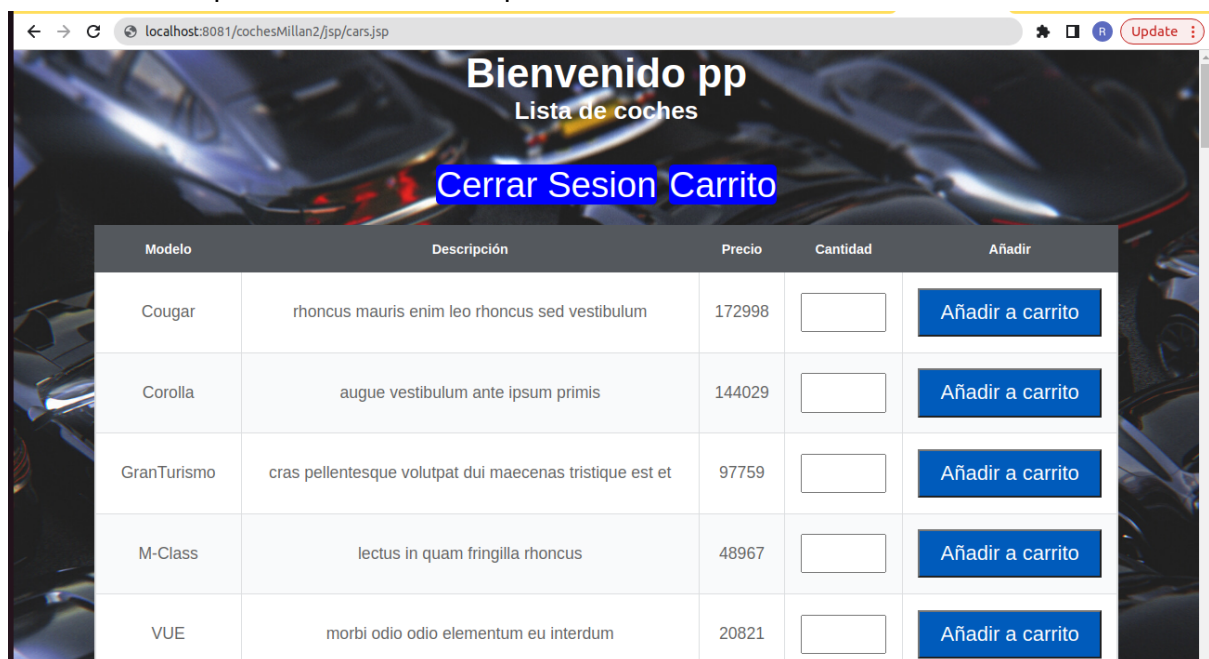 localhost:8081/cochesMillan2/jsp/cars.jsp R Update
Bienvenido pp
Lista de coches
Cerrar Sesion Carrito
Modelo Descripción Precio Cantidad Añadir
Cougar rhoncus mauris enim leo rhoncus sed vestibulum 172998 Añadir a carrito
Corolla augue vestibulum ante ipsum primis 144029 Añadir a carrito
GranTurismo cras pellentesque volutpat dui maecenas tristique est et 97759 Añadir a carrito
M-Class lectus in quam fringilla rhoncus 48967 Añadir a carrito
VUE morbi odio odio elementum eu interdum 20821 Añadir a carrito